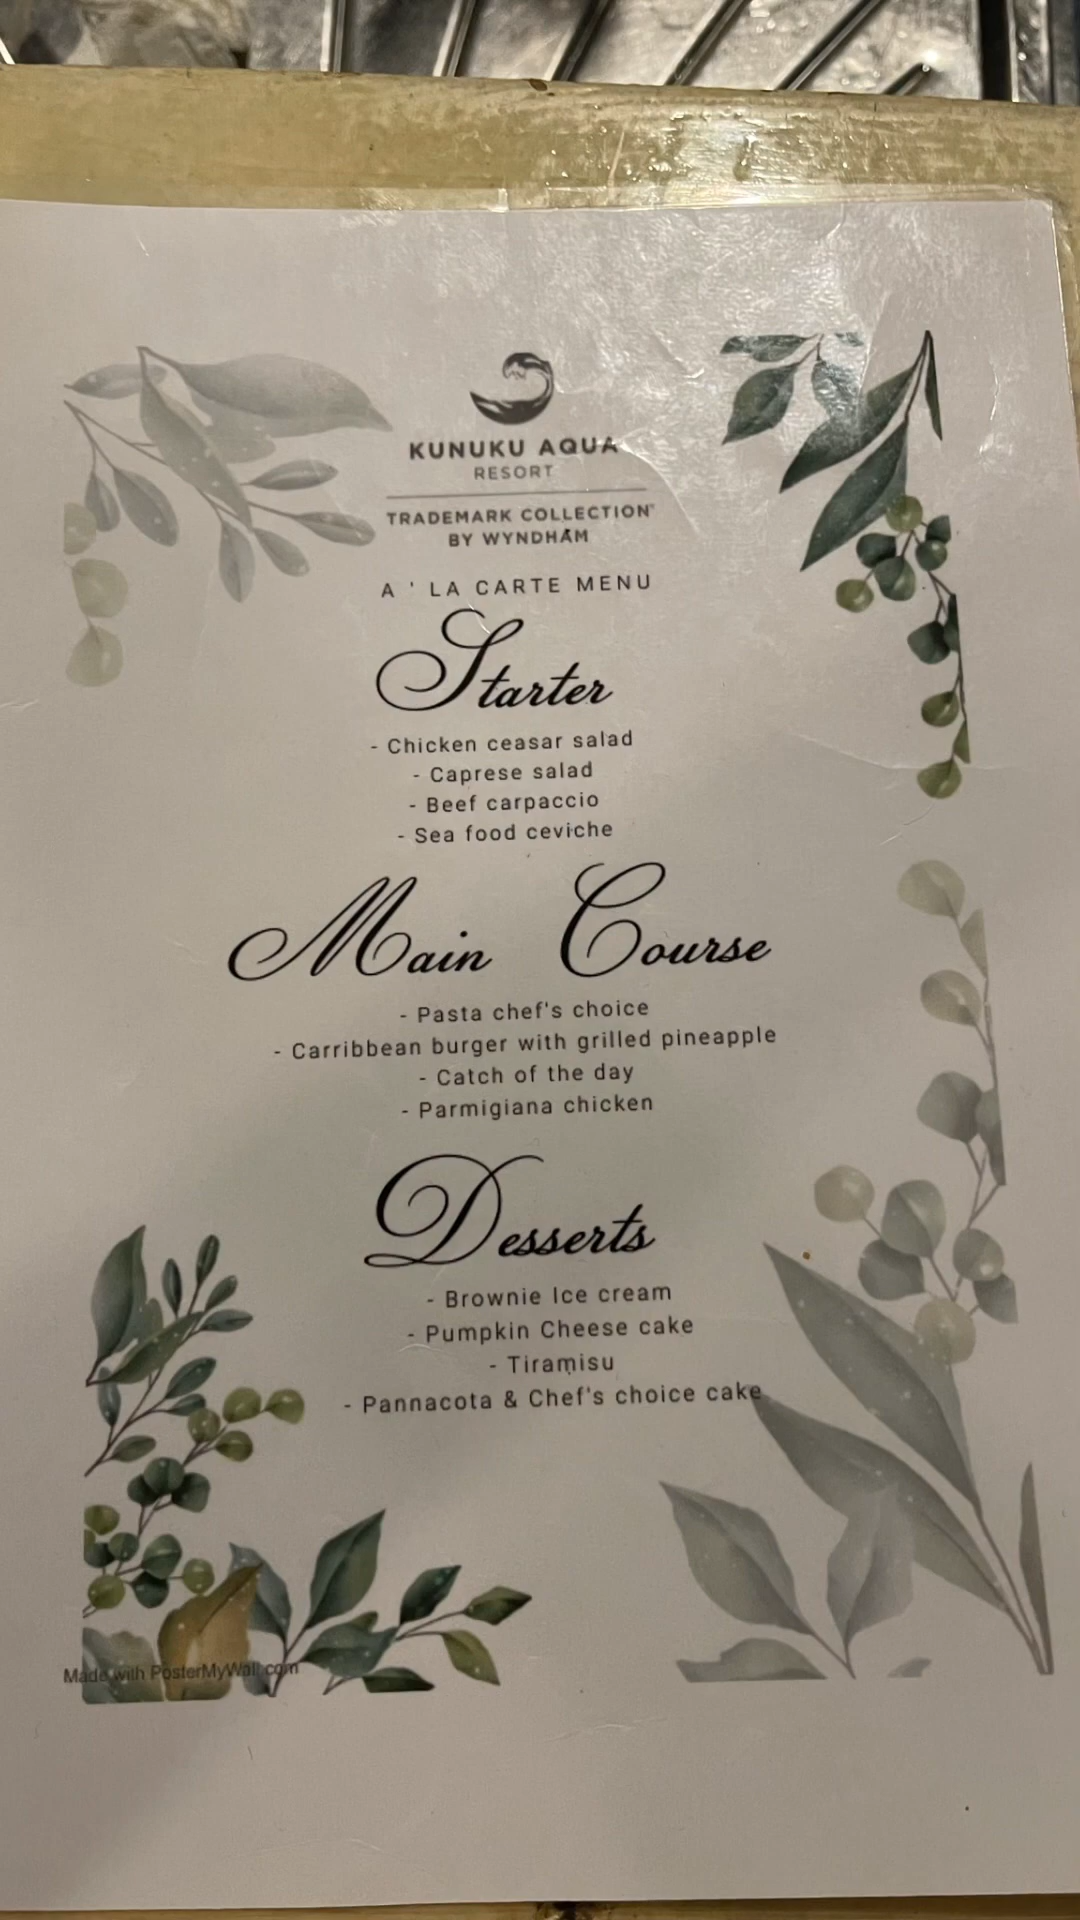 KUNUKU AQUA
RESORT
TRADEMARK COLLECTION®
BY WYNDHAM
A ' LA CARTE MENU
Starter
- Chicken ceasar salad
- Caprese salad
- Beef carpaccio
- Sea food ceviche
Main Course
- Pasta chef's choice
- Carribbean burger with grilled pineapple
- Catch of the day
- Parmigiana chicken
Desserts
- Brownie Ice cream
- Pumpkin Cheese cake
- Tiramisu
- Pannacota & Chef's choice cake
Made with PosterMyWall.com